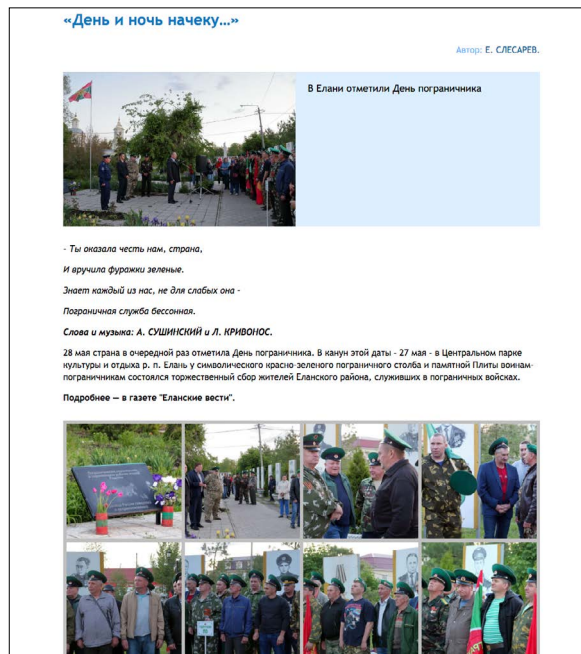 «День и ночь начеку…»
Автор: Е. СЛЕСАРЕВ.
В Елани отметили День пограничника
- Ты оказала честь нам, страна,
И вручила фуражки зеленые.
Знает каждый из нас, не для слабых она -
Пограничная служба бессонная.
Слова и музыка: А. СУШИНСКИЙ и Л. КРИВОНОС.
28 мая страна в очередной раз отметила День пограничника. В канун этой даты - 27 мая - в Центральном парке
культуры и отдыха р. п. Елань у символического красно-зеленого пограничного столба и памятной Плиты воинам-
пограничникам состоялся торжественный сбор жителей Еланского района, служивших в пограничных войсках.
Подробнее — в газете "Еланские вести".